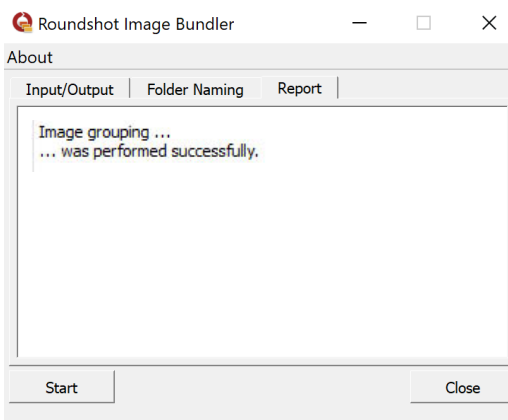 Roundshot Image Bundler
About
Input/Output Folder Naming Report
Image grouping ...
... was performed successfully.
Start Close